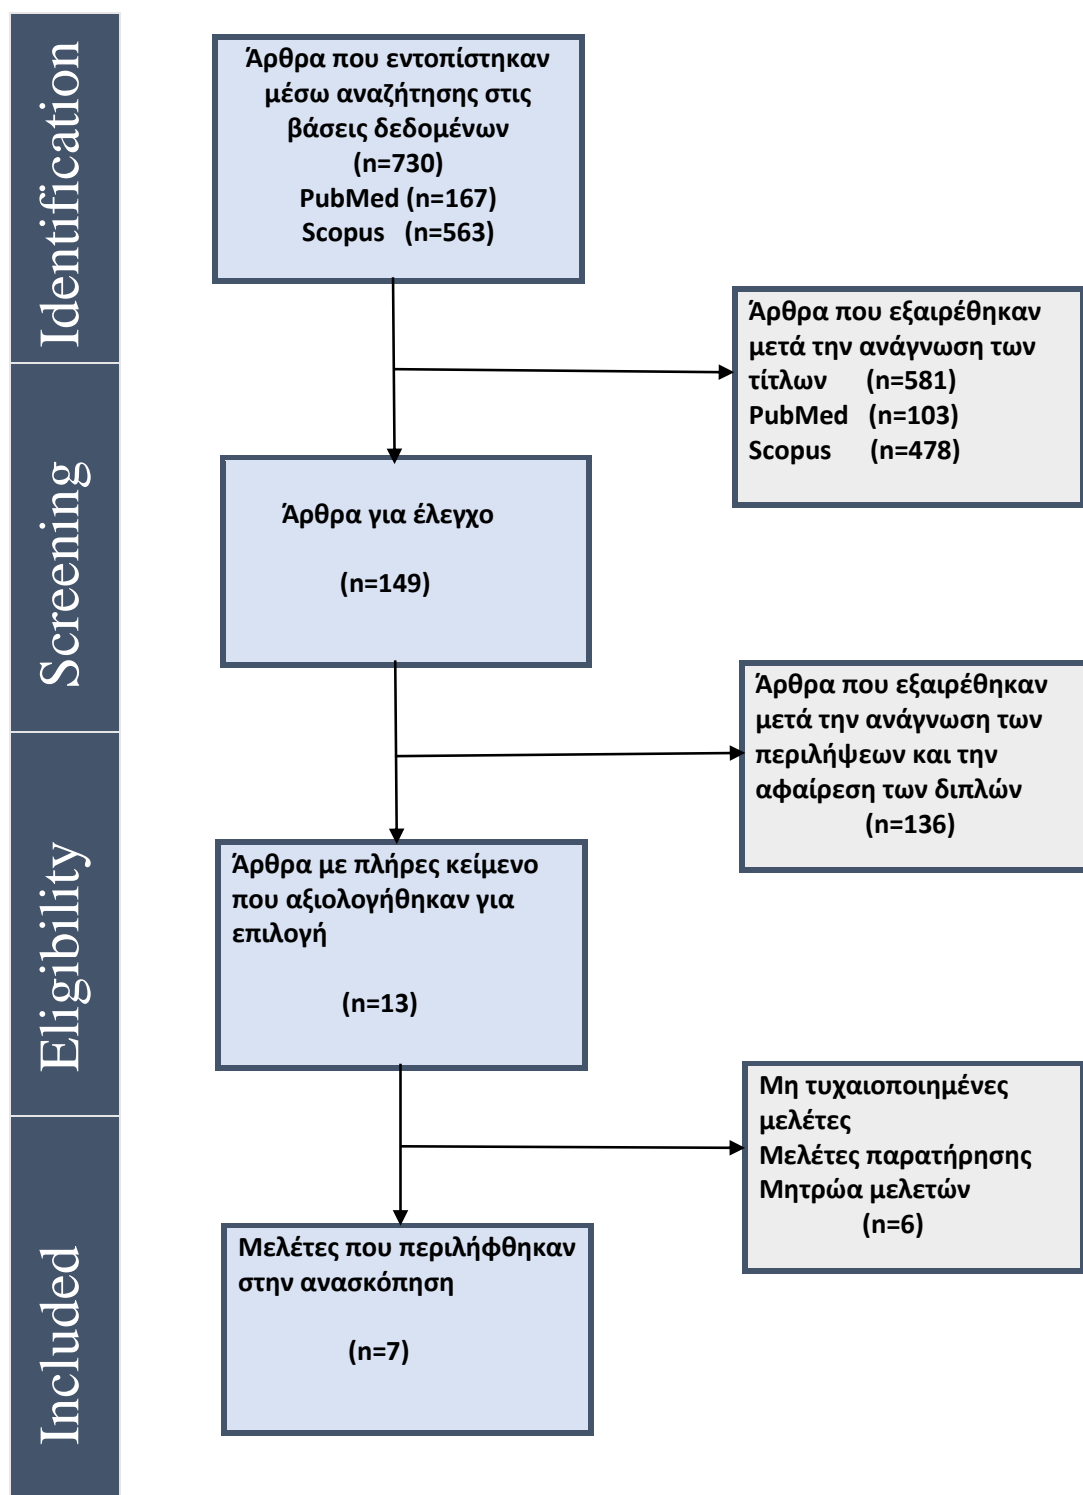 Identification
Άρθρα που εντοπίστηκαν
μέσω αναζήτησης στις
βάσεις δεδομένων
(n=730)
PubMed (n=167)
Scopus (n=563)
Άρθρα που εξαιρέθηκαν
μετά την ανάγνωση των
τίτλων (n=581)
PubMed (n=103)
Scopus (n=478)
Screening
Άρθρα για έλεγχο
(n=149)
Άρθρα που εξαιρέθηκαν
μετά την ανάγνωση των
περιλήψεων και την
αφαίρεση των διπλών
(n=136)
Eligibility
Άρθρα με πλήρες κείμενο
που αξιολογήθηκαν για
επιλογή
(n=13)
Μη τυχαιοποιημένες
μελέτες
Μελέτες παρατήρησης
Μητρώα μελετών
(n=6)
Included
Μελέτες που περιλήφθηκαν
στην ανασκόπηση
(n=7)